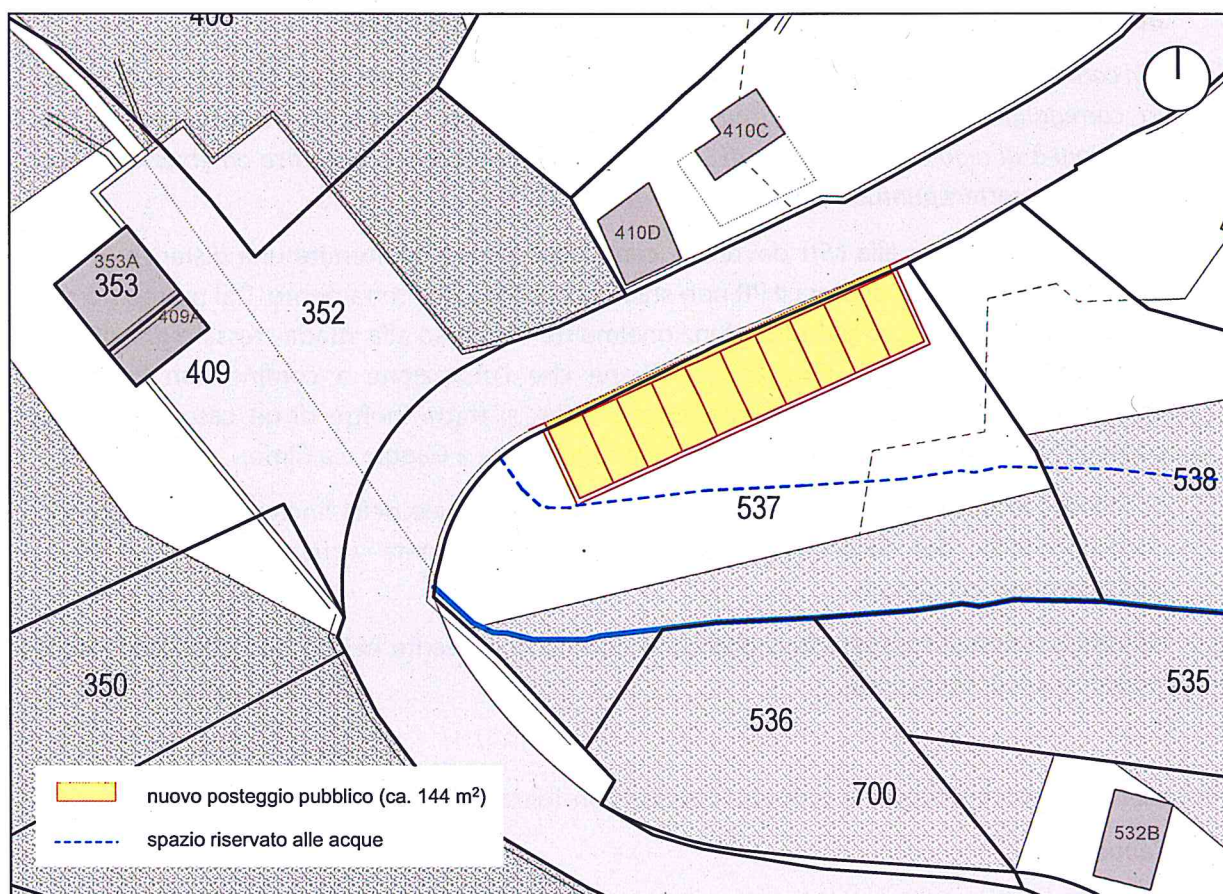 408
410C
410D
353A
353
409A
352
409
537
538
350
536
535
700
532B
nuovo posteggio pubblico (ca. 144 m²)
spazio riservato alle acque